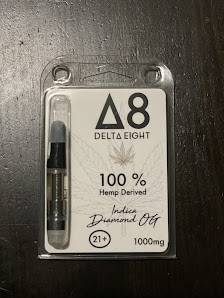 Δ8
DELTA EIGHT
100 %
Hemp Derived
Indica
Diamond OG
21+
1000mg